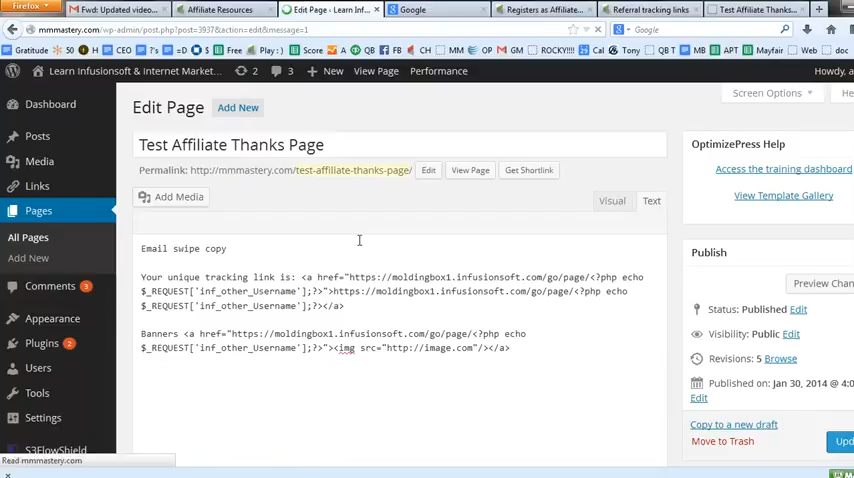 Firefox
Fwd: Updated video...
Affiliate Resources
Edit Page ‹ Learn Inf...
Google
Registers as Affiliate...
Referral tracking links
Test Affiliate Thanks...
mmmastery.com/wp-admin/post.php?post=3937&action=edit&message=1
Google
Gratitude
50
H
CEO
?'s
$
Free
Play : )
Score
A
QB
FB
CH
MM
OP
GM
ROCKY!!!!
?
Cal
Tony
QBT
MB
APT
Mayfair
Web
doc
Learn Infusionsoft & Internet Market...
2
3
+ New
View Page
Performance
Howdy, a
Screen Options
He
Dashboard
Posts
Media
Links
Pages
All Pages
Add New
Comments 3
Appearance
Plugins 2
Users
Tools
Settings
S3FlowShield
Edit Page
Add New
Test Affiliate Thanks Page
Permalink: http://mmmastery.com/test-affiliate-thanks-page/
Edit
View Page
Get Shortlink
Add Media
Visual
Text
Email swipe copy
Your unique tracking link is: <a href="https://moldingbox1.infusionsoft.com/go/page/<?php echo
$_REQUEST['inf_other_Username'];?>">https://moldingbox1.infusionsoft.com/go/page/<?php echo
$_REQUEST['inf_other_Username'];?></a>
Banners <a href="https://moldingbox1.infusionsoft.com/go/page/<?php echo
$_REQUEST['inf_other_Username'];?>"><img src="http://image.com"/></a>
OptimizePress Help
Access the training dashboard
View Template Gallery
Publish
Preview Chan
Status: Published Edit
Visibility: Public Edit
Revisions: 5 Browse
Published on: Jan 30, 2014 @ 4:0
Edit
Copy to a new draft
Move to Trash
Upd
Read mmmastery.com